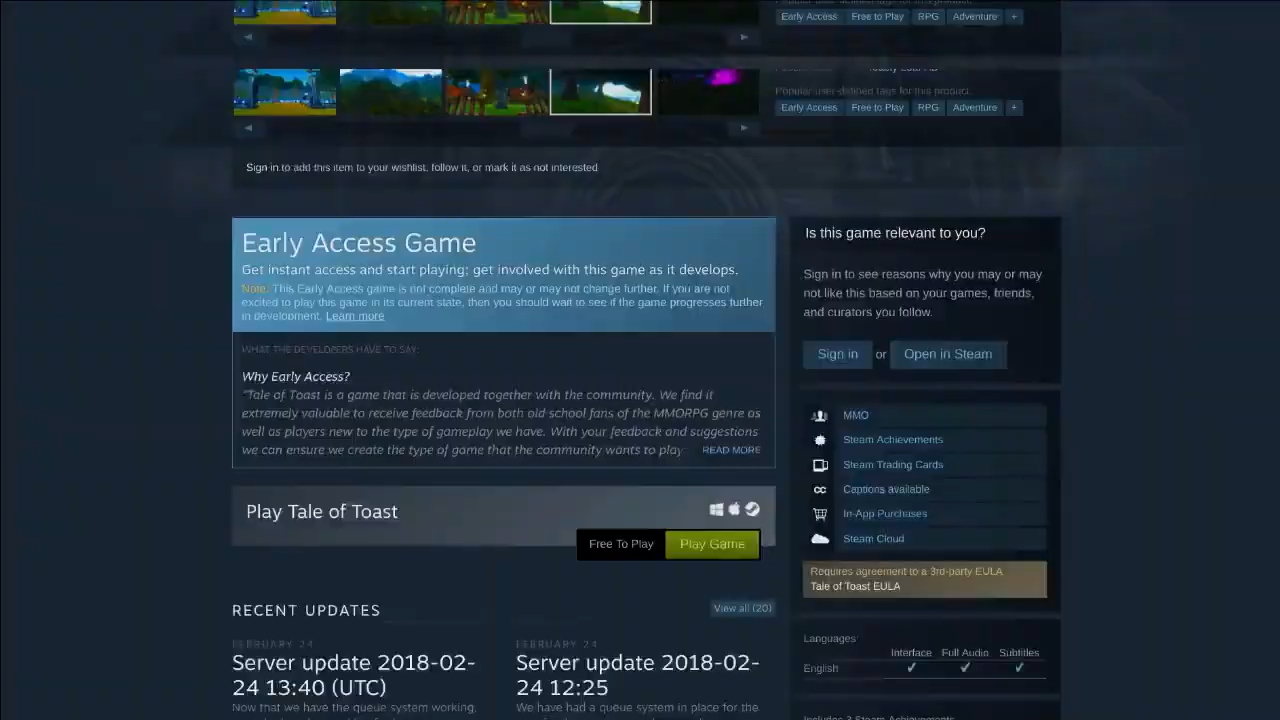 Early Access Free to Play RPG Adventure +
Popular user-defined tags for this product:
Early Access Free to Play RPG Adventure +
Sign in to add this item to your wishlist, follow it, or mark it as not interested
Early Access Game
Get instant access and start playing; get involved with this game as it develops.
Note: This Early Access game is not complete and may or may not change further. If you are
not excited to play this game in its current state, then you should wait to see if the game progresses further
in development. Learn more
WHAT THE DEVELOPERS HAVE TO SAY:
Why Early Access?
"Tale of Toast is a game that is developed together with the community. We find it
extremely valuable to receive feedback from both old-school fans of the MMORPG genre as
well as players new to the type of gameplay we have. With your feedback and suggestions
we can ensure we create the type of game that the community wants to play
READ MORE
Play Tale of Toast
Free To Play
Play Game
RECENT UPDATES
View all (20)
FEBRUARY 24
Server update 2018-02-
24 13:40 (UTC)
Now that we have the queue system working,
FEBRUARY 24
Server update 2018-02-
24 12:25
We have had a queue system in place for the
Is this game relevant to you?
Sign in to see reasons why you may or may
not like this based on your games, friends,
and curators you follow.
Sign in or Open in Steam
MMO
Steam Achievements
Steam Trading Cards
Captions available
In-App Purchases
Steam Cloud
Requires agreement to a 3rd-party EULA
Tale of Toast EULA
Languages:
Interface Full Audio Subtitles
English ✔ ✔ ✔
Includes 3 Steam Achievements